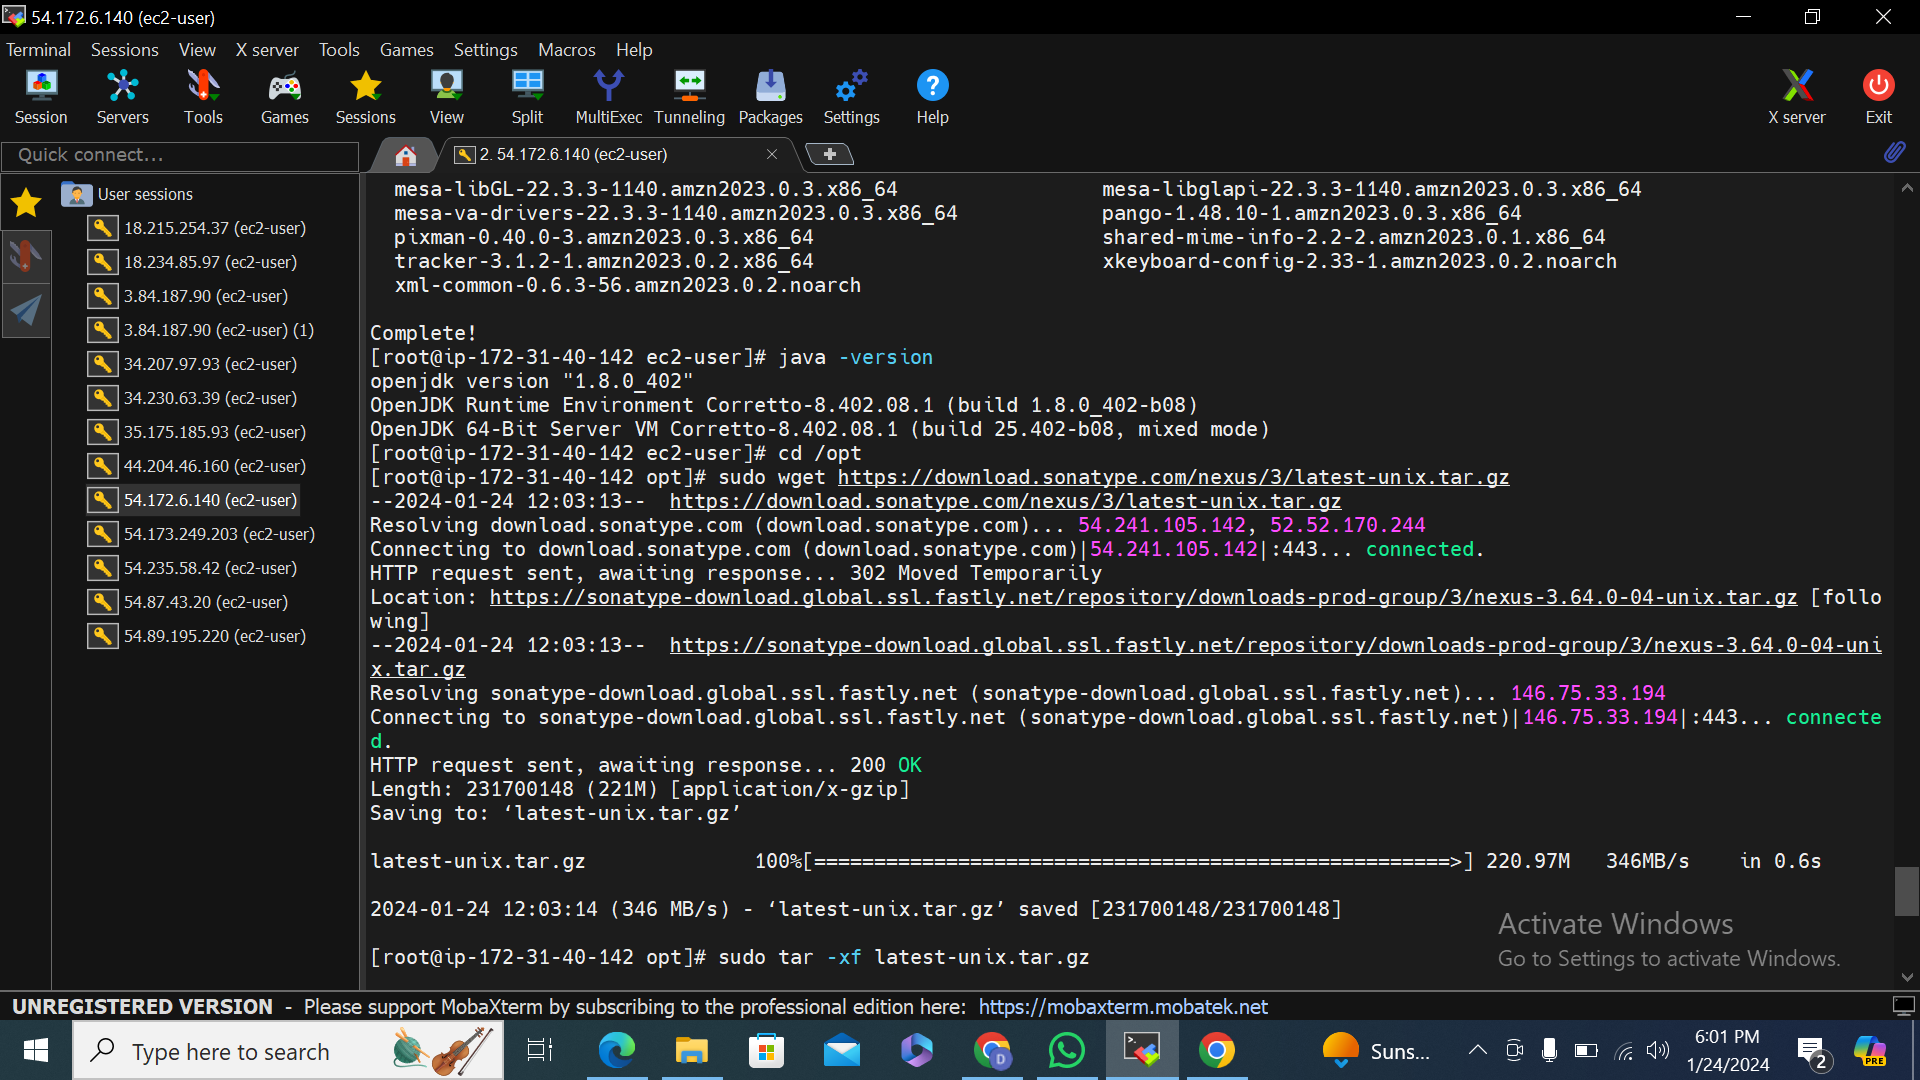 54.172.6.140 (ec2-user)
Terminal Sessions View X server Tools Games Settings Macros Help
Session Servers Tools Games Sessions View Split MultiExec Tunneling Packages Settings Help X server Exit
Quick connect...
2. 54.172.6.140 (ec2-user)
User sessions
18.215.254.37 (ec2-user)
18.234.85.97 (ec2-user)
3.84.187.90 (ec2-user)
3.84.187.90 (ec2-user) (1)
34.207.97.93 (ec2-user)
34.230.63.39 (ec2-user)
35.175.185.93 (ec2-user)
44.204.46.160 (ec2-user)
54.172.6.140 (ec2-user)
54.173.249.203 (ec2-user)
54.235.58.42 (ec2-user)
54.87.43.20 (ec2-user)
54.89.195.220 (ec2-user)
mesa-libGL-22.3.3-1140.amzn2023.0.3.x86_64 mesa-libglapi-22.3.3-1140.amzn2023.0.3.x86_64
mesa-va-drivers-22.3.3-1140.amzn2023.0.3.x86_64 pango-1.48.10-1.amzn2023.0.3.x86_64
pixman-0.40.0-3.amzn2023.0.3.x86_64 shared-mime-info-2.2-2.amzn2023.0.1.x86_64
tracker-3.1.2-1.amzn2023.0.2.x86_64 xkeyboard-config-2.33-1.amzn2023.0.2.noarch
xml-common-0.6.3-56.amzn2023.0.2.noarch
Complete!
[root@ip-172-31-40-142 ec2-user]# java -version
openjdk version "1.8.0_402"
OpenJDK Runtime Environment Corretto-8.402.08.1 (build 1.8.0_402-b08)
OpenJDK 64-Bit Server VM Corretto-8.402.08.1 (build 25.402-b08, mixed mode)
[root@ip-172-31-40-142 ec2-user]# cd /opt
[root@ip-172-31-40-142 opt]# sudo wget https://download.sonatype.com/nexus/3/latest-unix.tar.gz
--2024-01-24 12:03:13-- https://download.sonatype.com/nexus/3/latest-unix.tar.gz
Resolving download.sonatype.com (download.sonatype.com)... 54.241.105.142, 52.52.170.244
Connecting to download.sonatype.com (download.sonatype.com)|54.241.105.142|:443... connected.
HTTP request sent, awaiting response... 302 Moved Temporarily
Location: https://sonatype-download.global.ssl.fastly.net/repository/downloads-prod-group/3/nexus-3.64.0-04-unix.tar.gz [follo
wing]
--2024-01-24 12:03:13-- https://sonatype-download.global.ssl.fastly.net/repository/downloads-prod-group/3/nexus-3.64.0-04-uni
x.tar.gz
Resolving sonatype-download.global.ssl.fastly.net (sonatype-download.global.ssl.fastly.net)... 146.75.33.194
Connecting to sonatype-download.global.ssl.fastly.net (sonatype-download.global.ssl.fastly.net)|146.75.33.194|:443... connecte
d.
HTTP request sent, awaiting response... 200 OK
Length: 231700148 (221M) [application/x-gzip]
Saving to: ‘latest-unix.tar.gz’
latest-unix.tar.gz 100%[=====================================================>] 220.97M 346MB/s in 0.6s
2024-01-24 12:03:14 (346 MB/s) - ‘latest-unix.tar.gz’ saved [231700148/231700148]
[root@ip-172-31-40-142 opt]# sudo tar -xf latest-unix.tar.gz
Activate Windows
Go to Settings to activate Windows.
UNREGISTERED VERSION - Please support MobaXterm by subscribing to the professional edition here: https://mobaxterm.mobatek.net
Type here to search
D
Suns...
6:01 PM
1/24/2024
2
PRE